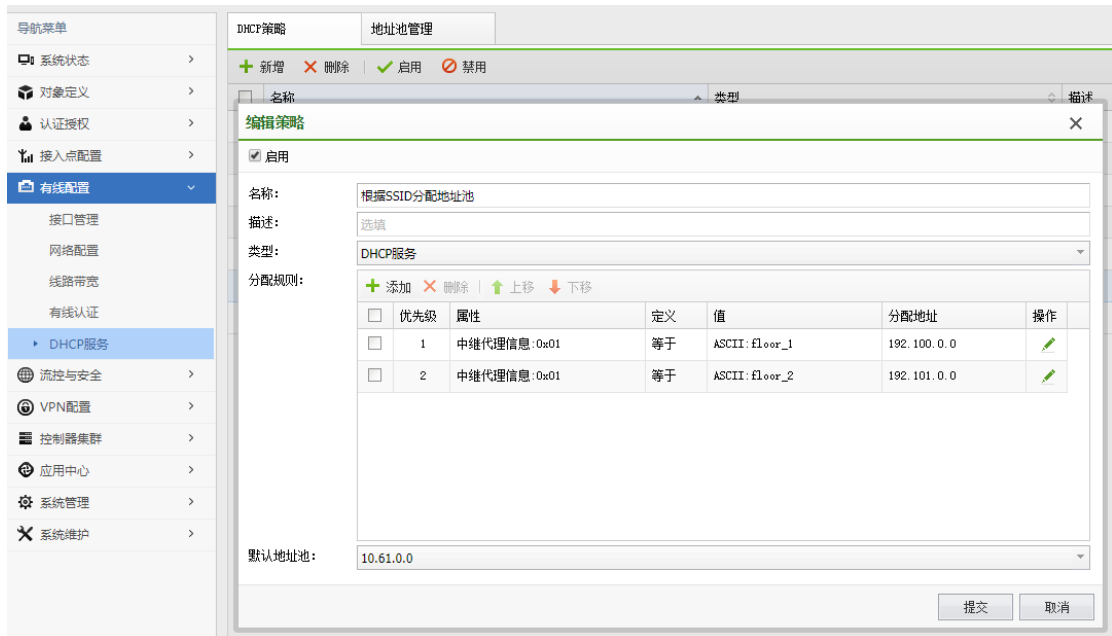 导航菜单
系统状态
对象定义
认证授权
接入点配置
有线配置
接口管理
网络配置
线路带宽
有线认证
DHCP服务
流控与安全
VPN配置
控制器集群
应用中心
系统管理
系统维护
DHCP策略 地址池管理
新增 删除 启用 禁用
名称 类型 描述
编辑策略
启用
名称: 根据SSID分配地址池
描述: 选填
类型: DHCP服务
分配规则: 添加 删除 上移 下移
优先级 属性 定义 值 分配地址 操作
1 中继代理信息:0x01 等于 ASCII:floor_1 192.100.0.0
2 中继代理信息:0x01 等于 ASCII:floor_2 192.101.0.0
默认地址池: 10.61.0.0
提交 取消